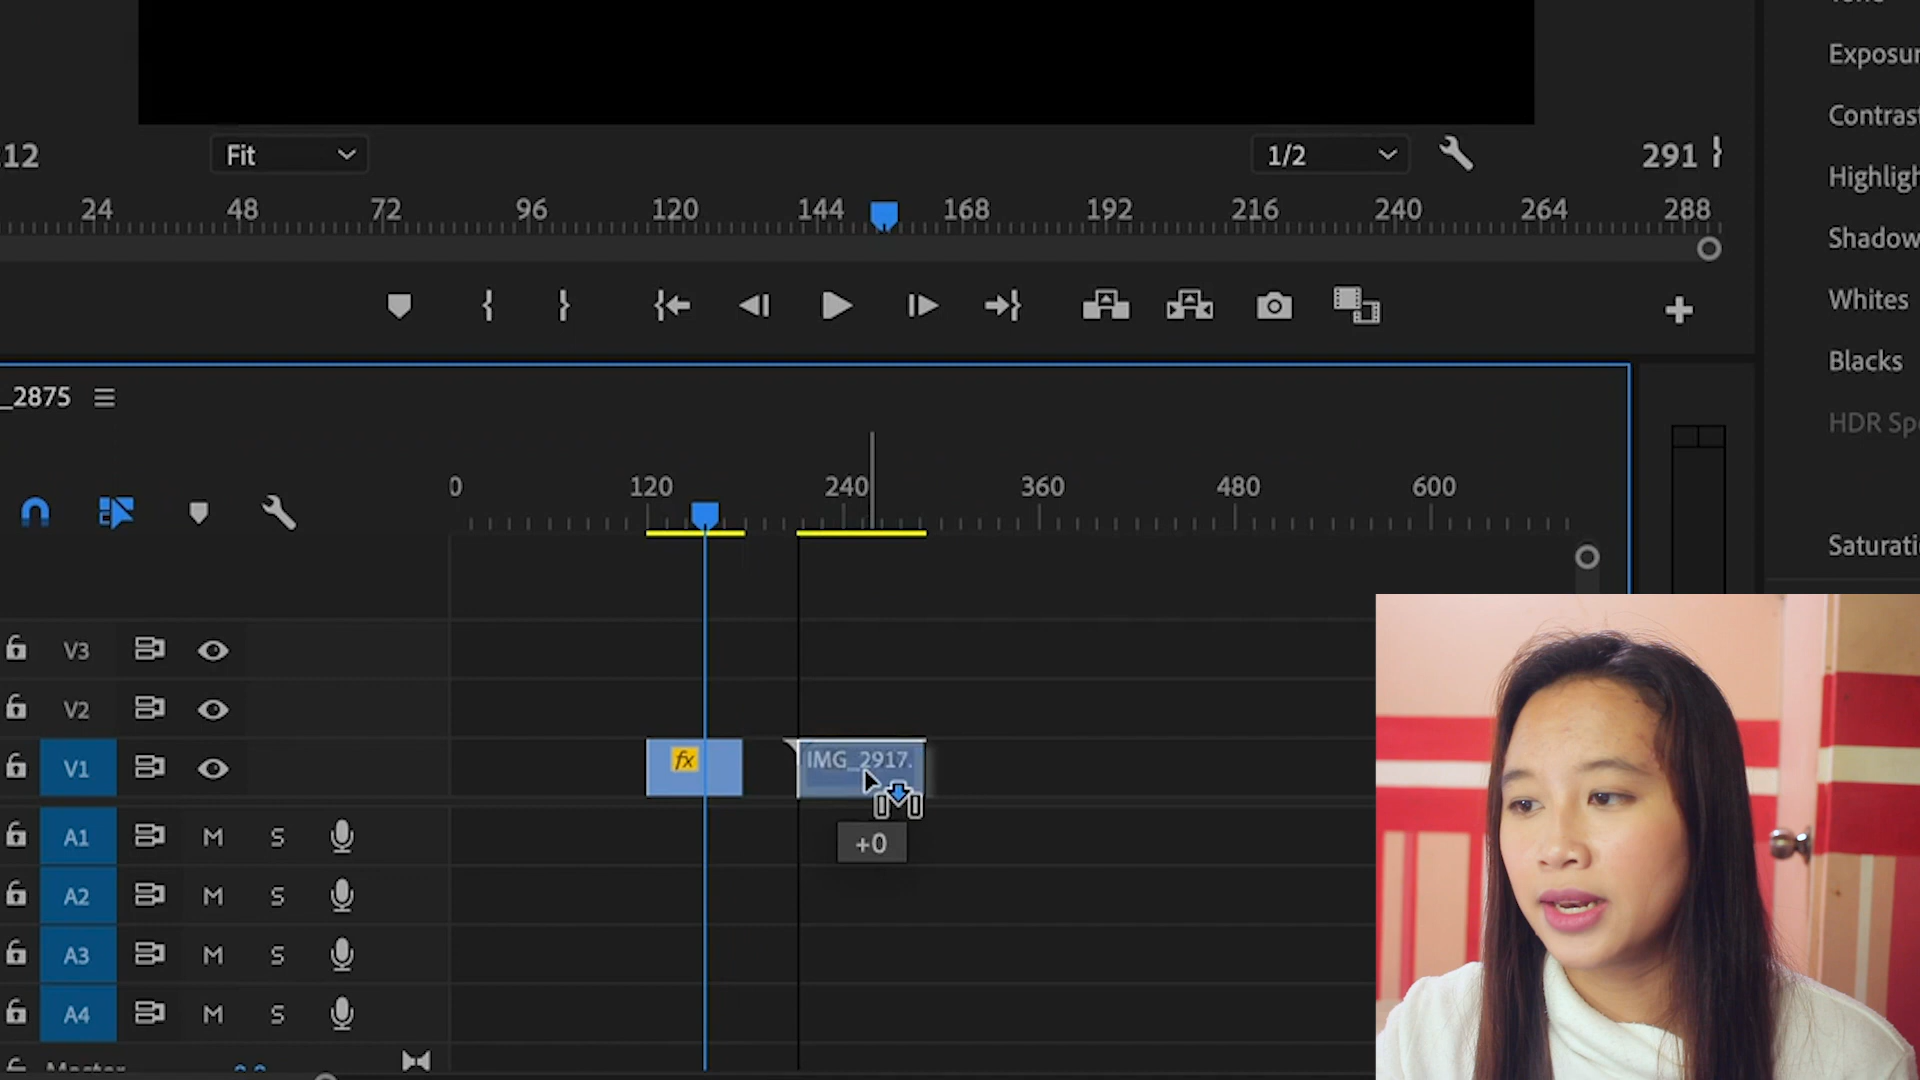 :12
Fit
1/2
291
24 48 72 96 120 144 168 192 216 240 264 288
Exposur
Contrast
Highligh
Shadow
Whites
Blacks
HDR Sp
Saturati
_2875
0 120 240 360 480 600
V3
V2
V1
fx
IMG_2917.
+0
A1 M S
A2 M S
A3 M S
A4 M S